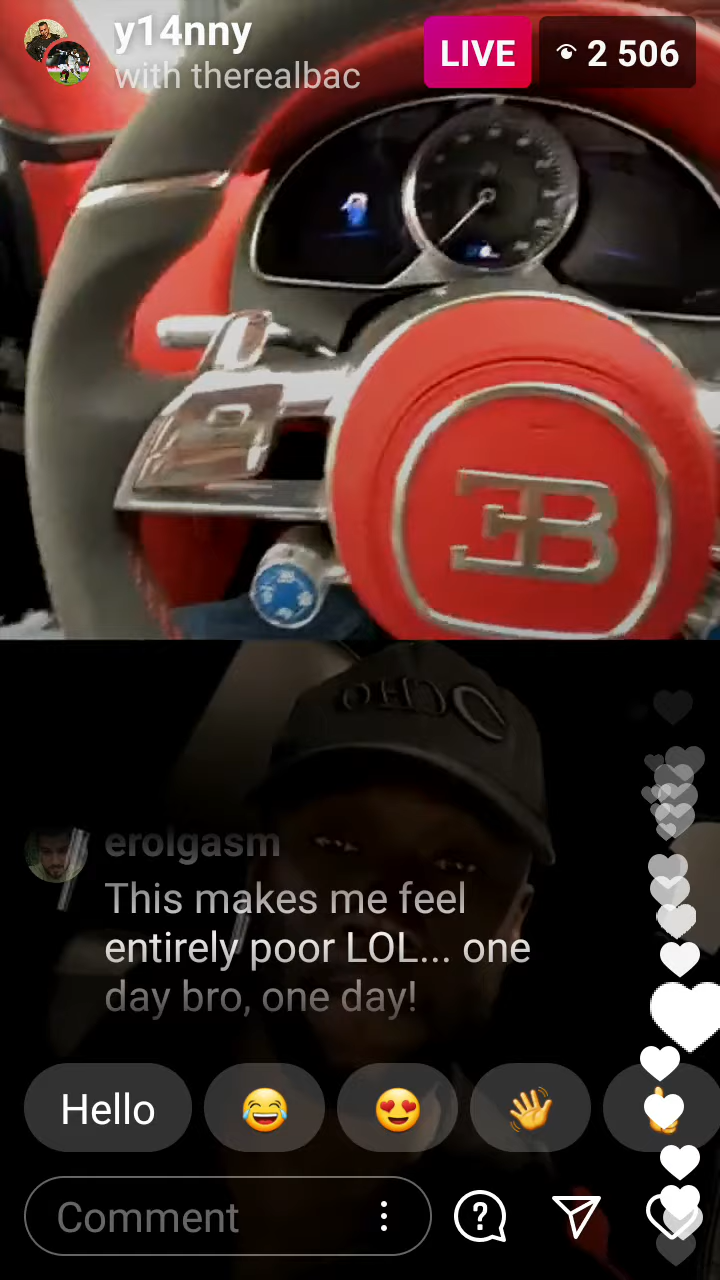 y14nny
with therealbac
LIVE
2 506
EB
OCHO
erolgasm
This makes me feel
entirely poor LOL... one
day bro, one day!
Hello
Comment